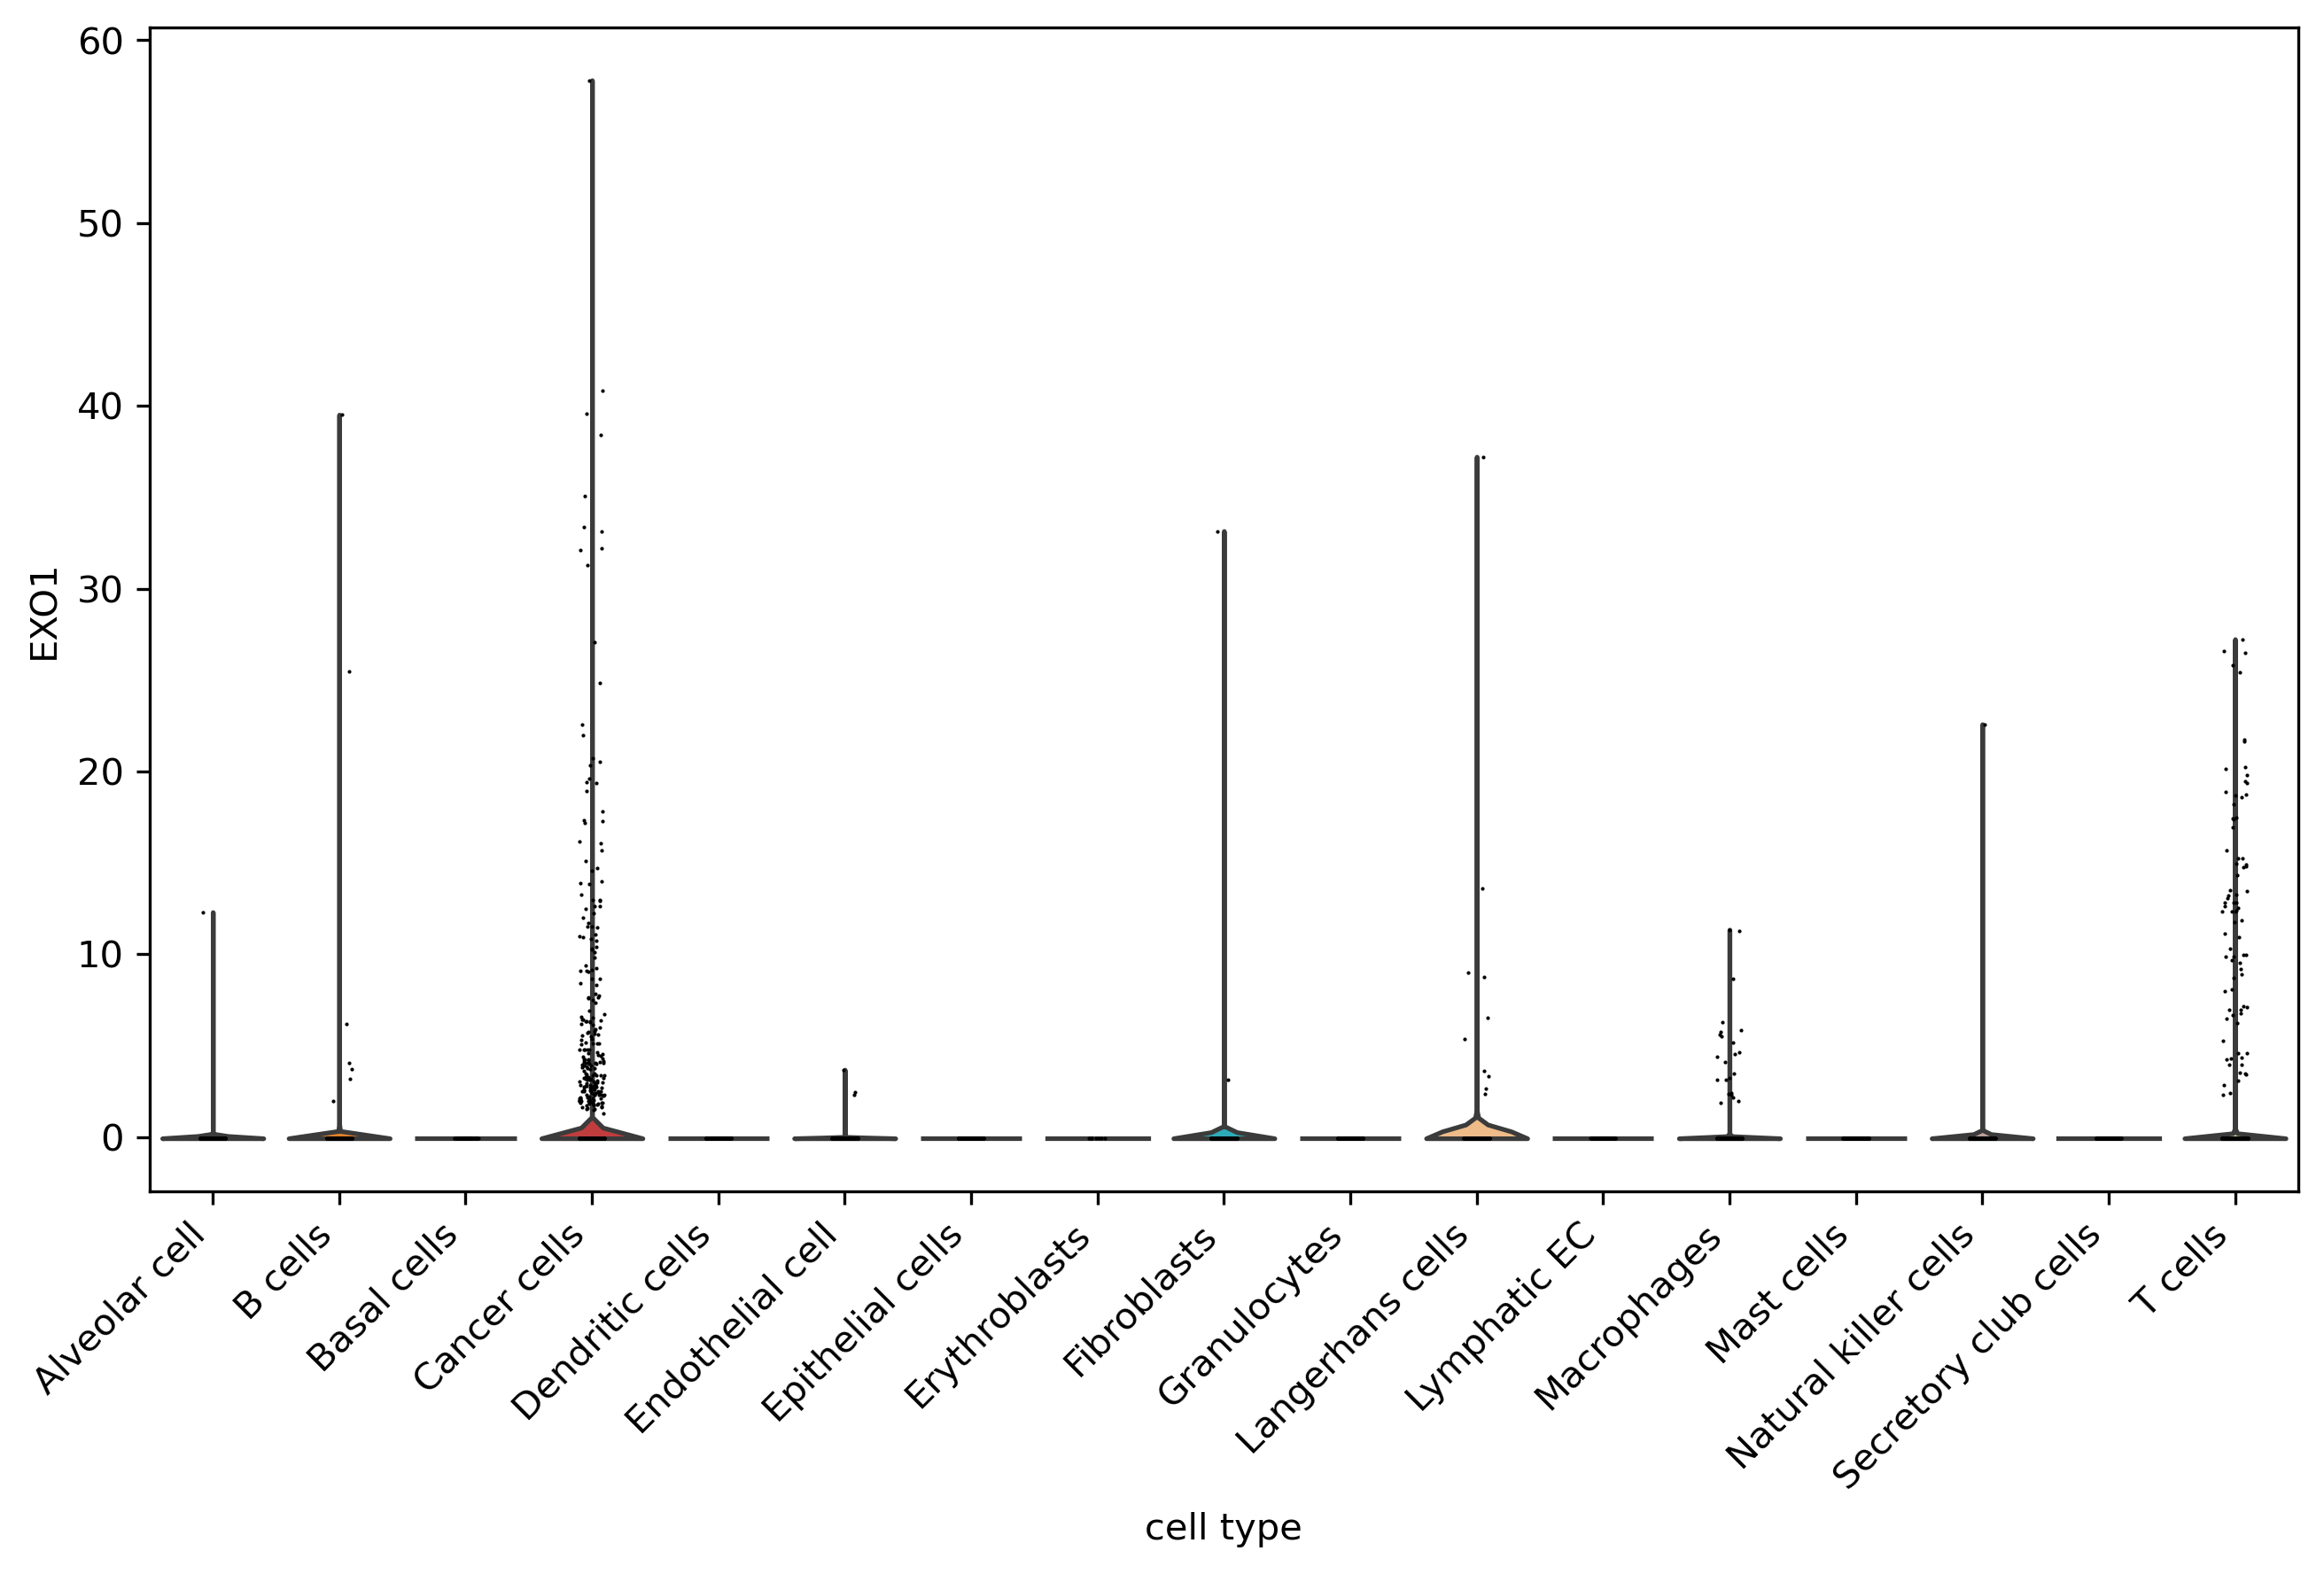 60
50
40
30
20
10
0
EXO1
Alveolar cell
B cells
Basal cells
Cancer cells
Dendritic cells
Endothelial cell
Epithelial cells
Erythroblasts
Fibroblasts
Granulocytes
Langerhans cells
Lymphatic EC
Macrophages
Mast cells
Natural killer cells
Secretory club cells
T cells
cell type